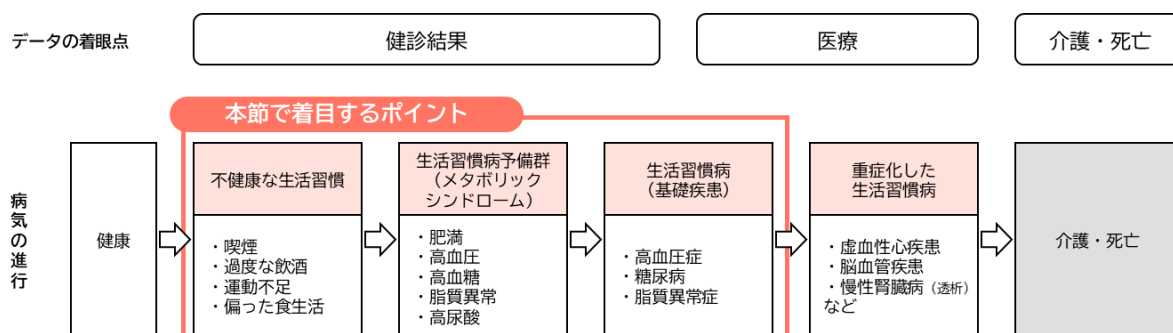 データの着眼点
健診結果
医療
介護・死亡
本節で着目するポイント
病気の進行
健康
不健康な生活習慣
・喫煙
・過度な飲酒
・運動不足
・偏った食生活
生活習慣病予備群
（メタボリック
シンドローム）
・肥満
・高血圧
・高血糖
・脂質異常
・高尿酸
生活習慣病
（基礎疾患）
・高血圧症
・糖尿病
・脂質異常症
重症化した
生活習慣病
・虚血性心疾患
・脳血管疾患
・慢性腎臓病（透析）
など
介護・死亡